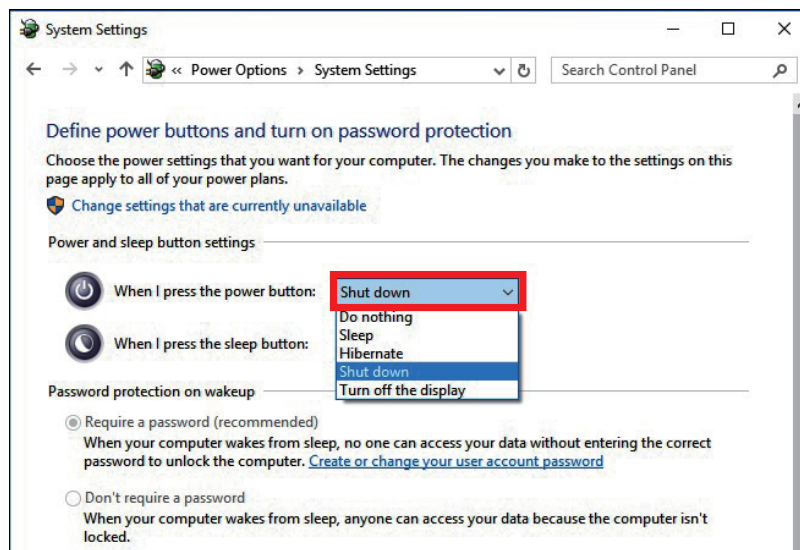 System Settings
« Power Options > System Settings
Search Control Panel
Define power buttons and turn on password protection
Choose the power settings that you want for your computer. The changes you make to the settings on this
page apply to all of your power plans.
Change settings that are currently unavailable
Power and sleep button settings
When I press the power button:
Shut down
Do nothing
Sleep
When I press the sleep button:
Hibernate
Shut down
Turn off the display
Password protection on wakeup
Require a password (recommended)
When your computer wakes from sleep, no one can access your data without entering the correct
password to unlock the computer. Create or change your user account password
Don't require a password
When your computer wakes from sleep, anyone can access your data because the computer isn't
locked.